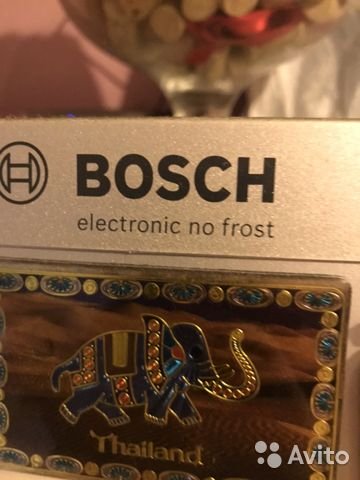 BOSCH
electronic no frost
Thailand
Avito